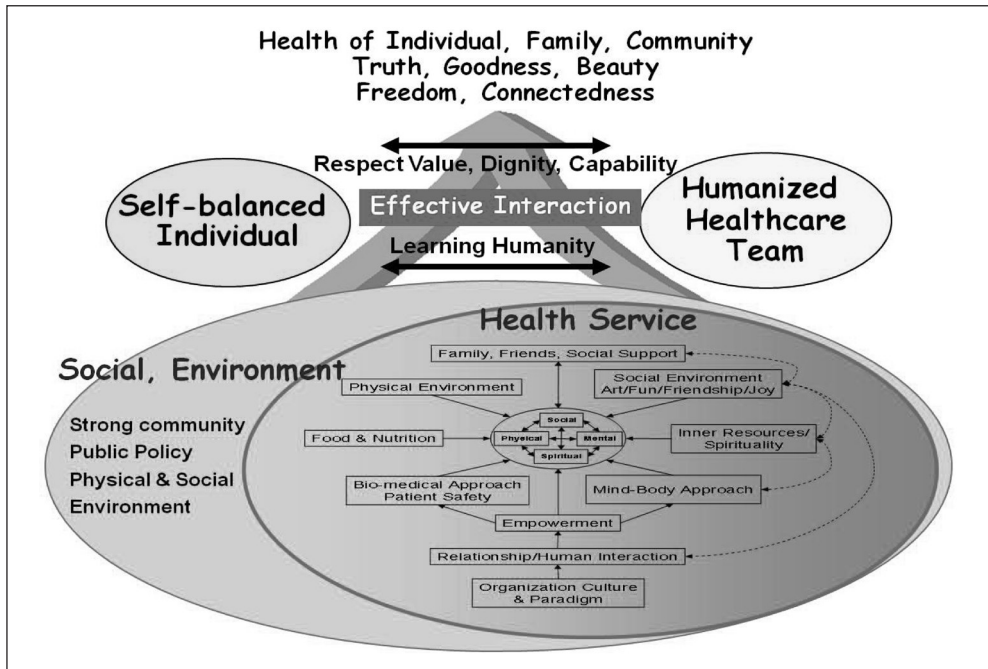 Health of Individual, Family, Community
Truth, Goodness, Beauty
Freedom, Connectedness
Respect Value, Dignity, Capability
Self-balanced
Individual
Effective Interaction
Humanized
Healthcare
Team
Learning Humanity
Health Service
Social, Environment
Strong community
Public Policy
Physical & Social
Environment
Family, Friends, Social Support
Physical Environment
Social Environment
Art/Fun/Friendship/Joy
Social
Food & Nutrition
Physical
Mental
Inner Resources/
Spirituality
Spiritual
Bio-medical Approach
Patient Safety
Mind-Body Approach
Empowerment
Relationship/Human Interaction
Organization Culture
& Paradigm